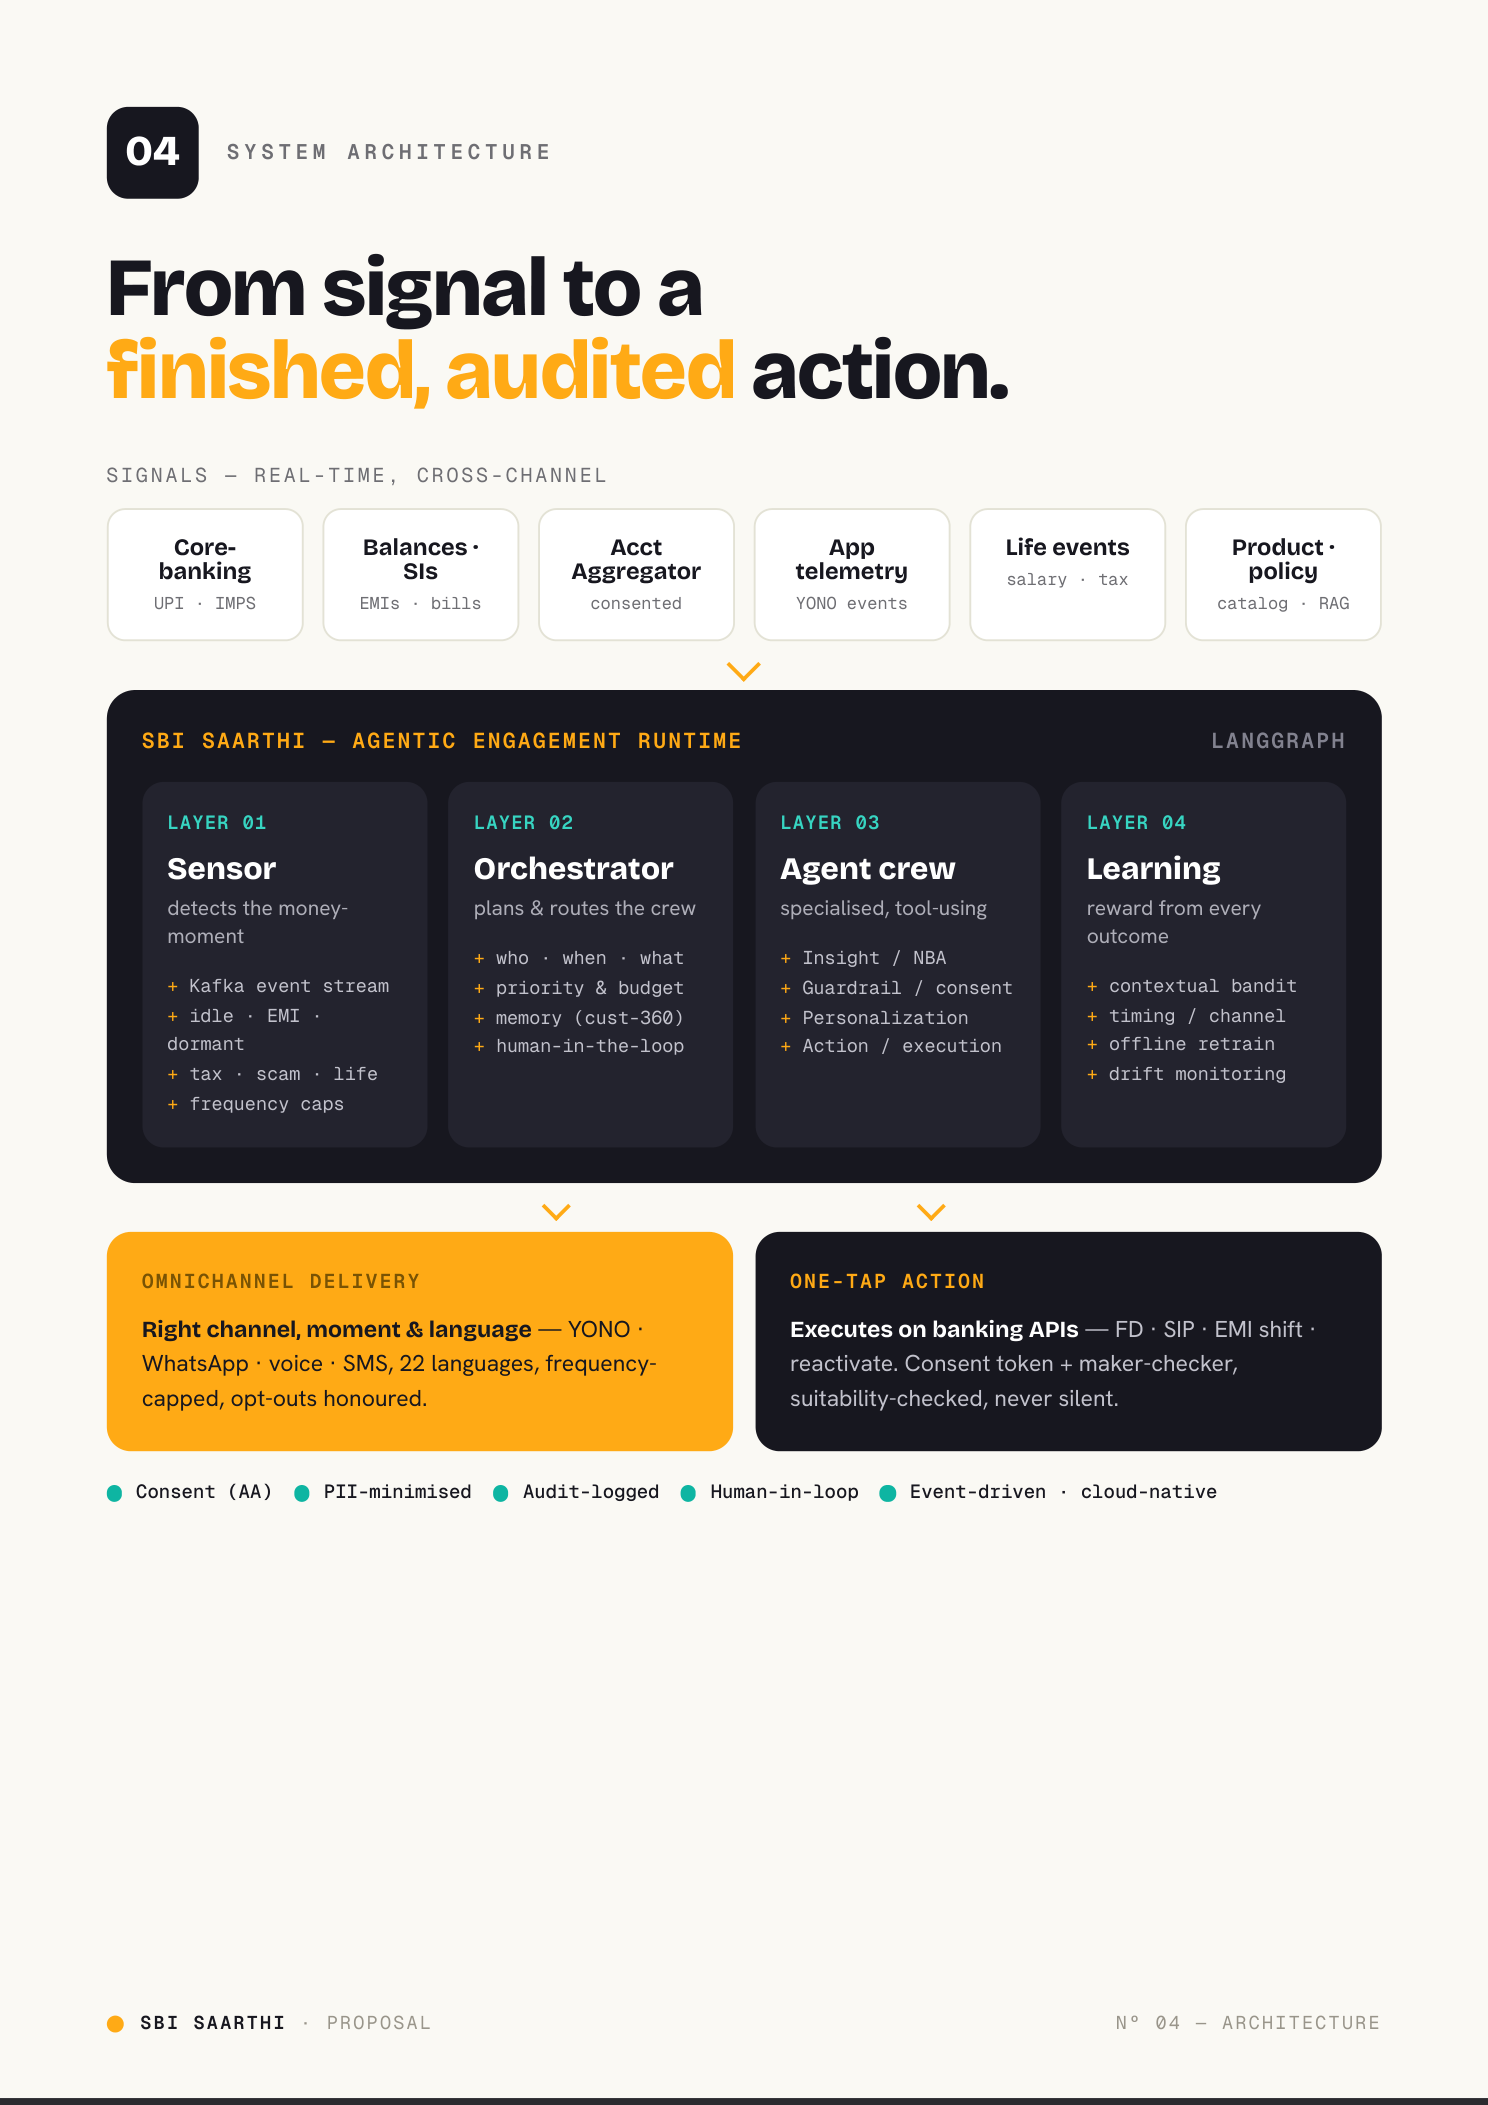 04
SYSTEM ARCHITECTURE
From signal to a
finished, audited action.
SIGNALS — REAL-TIME, CROSS-CHANNEL
Core-
banking
UPI · IMPS
Balances ·
SIs
EMIs · bills
Acct
Aggregator
consented
App
telemetry
YONO events
Life events
salary · tax
Product ·
policy
catalog · RAG
SBI SAARTHI — AGENTIC ENGAGEMENT RUNTIME
LANGGRAPH
LAYER 01
Sensor
detects the money-
moment
+ Kafka event stream
+ idle · EMI ·
dormant
+ tax · scam · life
+ frequency caps
LAYER 02
Orchestrator
plans & routes the crew
+ who · when · what
+ priority & budget
+ memory (cust-360)
+ human-in-the-loop
LAYER 03
Agent crew
specialised, tool-using
+ Insight / NBA
+ Guardrail / consent
+ Personalization
+ Action / execution
LAYER 04
Learning
reward from every
outcome
+ contextual bandit
+ timing / channel
+ offline retrain
+ drift monitoring
OMNICHANNEL DELIVERY
Right channel, moment & language — YONO ·
WhatsApp · voice · SMS, 22 languages, frequency-
capped, opt-outs honoured.
ONE-TAP ACTION
Executes on banking APIs — FD · SIP · EMI shift ·
reactivate. Consent token + maker-checker,
suitability-checked, never silent.
Consent (AA) PII-minimised Audit-logged Human-in-loop Event-driven · cloud-native
SBI SAARTHI · PROPOSAL
N° 04 — ARCHITECTURE